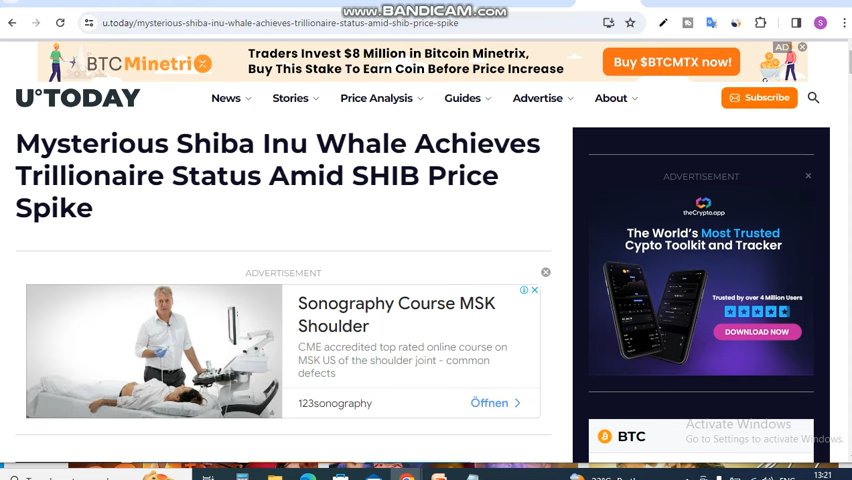 www.BANDICAM.com
u.today/mysterious-shiba-inu-whale-achieves-trillionaire-status-amid-shib-price-spike
S
AD
BTCMinetrix
Traders Invest $8 Million in Bitcoin Minetrix,
Buy This Stake To Earn Coin Before Price Increase
Buy $BTCMTX now!
U°TODAY
News
Stories
Price Analysis
Guides
Advertise
About
Subscribe
Mysterious Shiba Inu Whale Achieves
Trillionaire Status Amid SHIB Price
Spike
ADVERTISEMENT
Sonography Course MSK
Shoulder
CME accredited top rated online course on
MSK US of the shoulder joint - common
defects
123sonography
Öffnen
ADVERTISEMENT
theCrypto.app
The World's Most Trusted
Cypto Toolkit and Tracker
Trusted by over 4 Million Users
DOWNLOAD NOW
BTC
Activate Windows
Go to Settings to activate Windows.
13:21